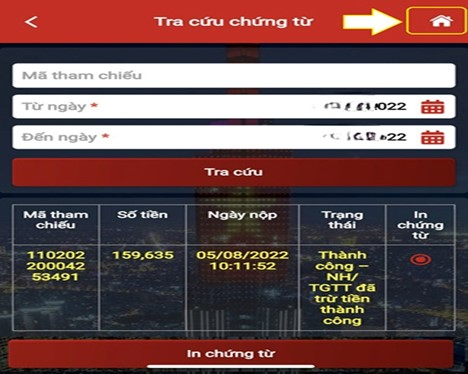 Tra cứu chứng từ
Mã tham chiếu
Từ ngày *
022
Đến ngày *
22
Tra cứu
Mã tham chiếu
Số tiền
Ngày nộp
Trạng thái
In chứng từ
110202
200042
53491
159,635
05/08/2022
10:11:52
Thành
công –
NH/
TGTT đã
trừ tiền
thành
công
In chứng từ